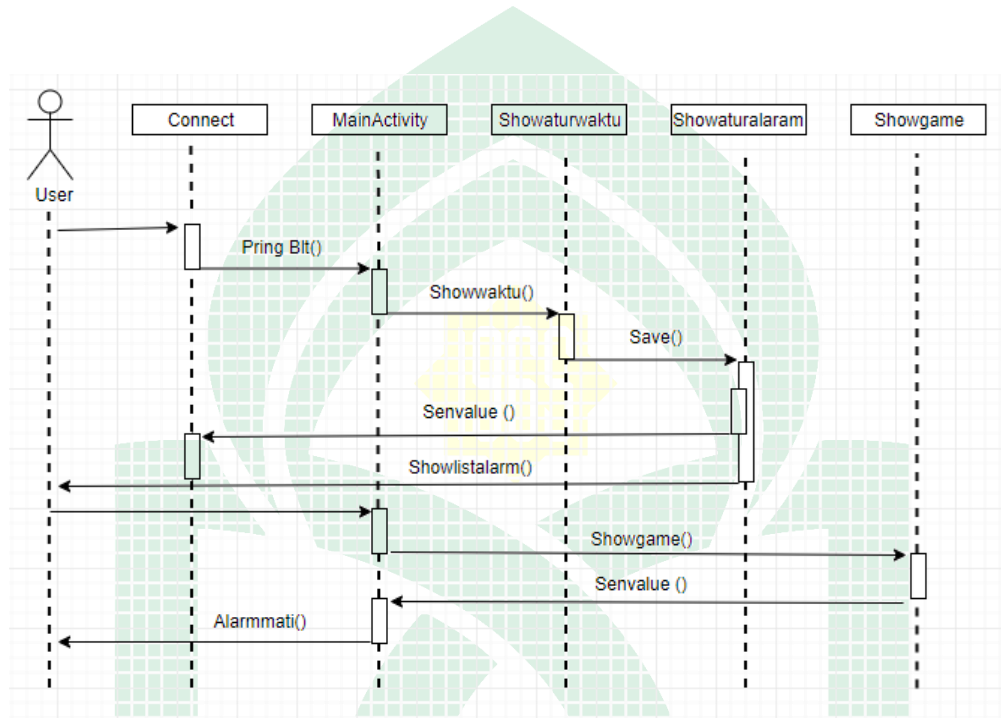 Connect
MainActivity
Showaturwaktu
Showaturalaram
Showgame
User
Pring Blt()
Showwaktu()
Save()
Senvalue ()
Showlistalarm()
Showgame()
Senvalue ()
Alarmmati()